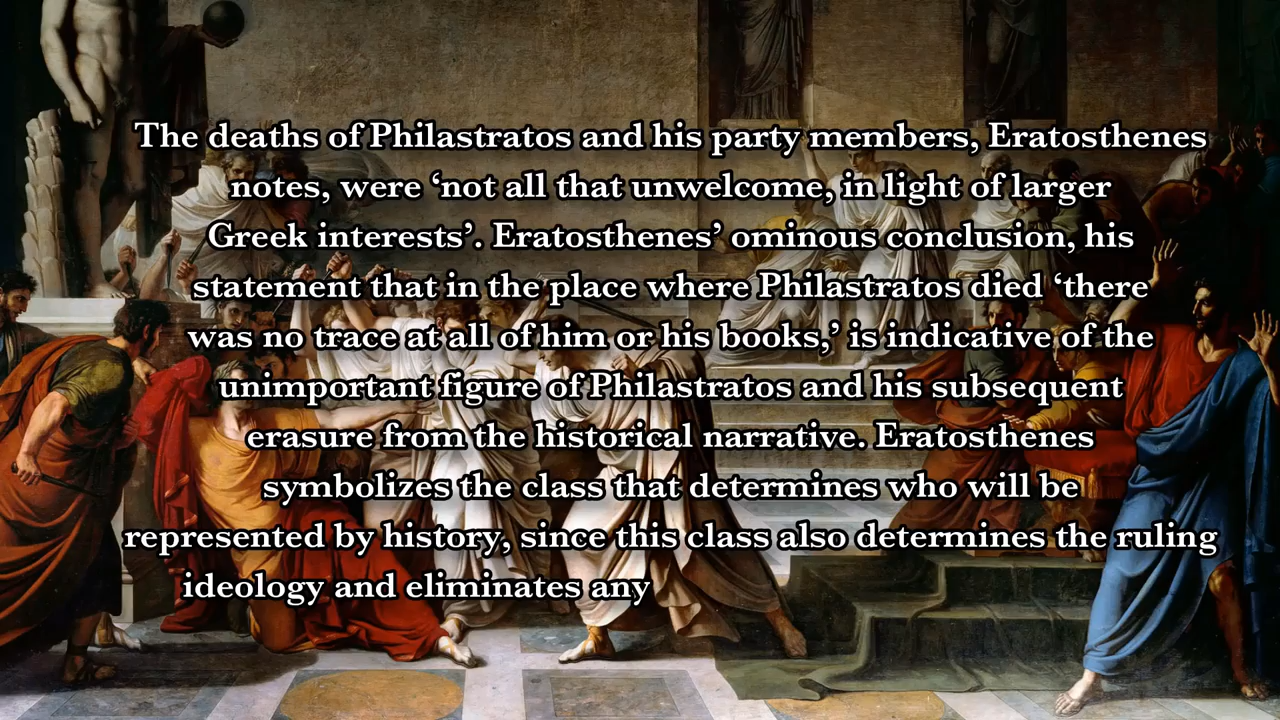 The deaths of Philastratos and his party members, Eratosthenes
notes, were ‘not all that unwelcome, in light of larger
Greek interests’. Eratosthenes’ ominous conclusion, his
statement that in the place where Philastratos died ‘there
was no trace at all of him or his books,’ is indicative of the
unimportant figure of Philastratos and his subsequent
erasure from the historical narrative. Eratosthenes
symbolizes the class that determines who will be
represented by history, since this class also determines the ruling
ideology and eliminates any